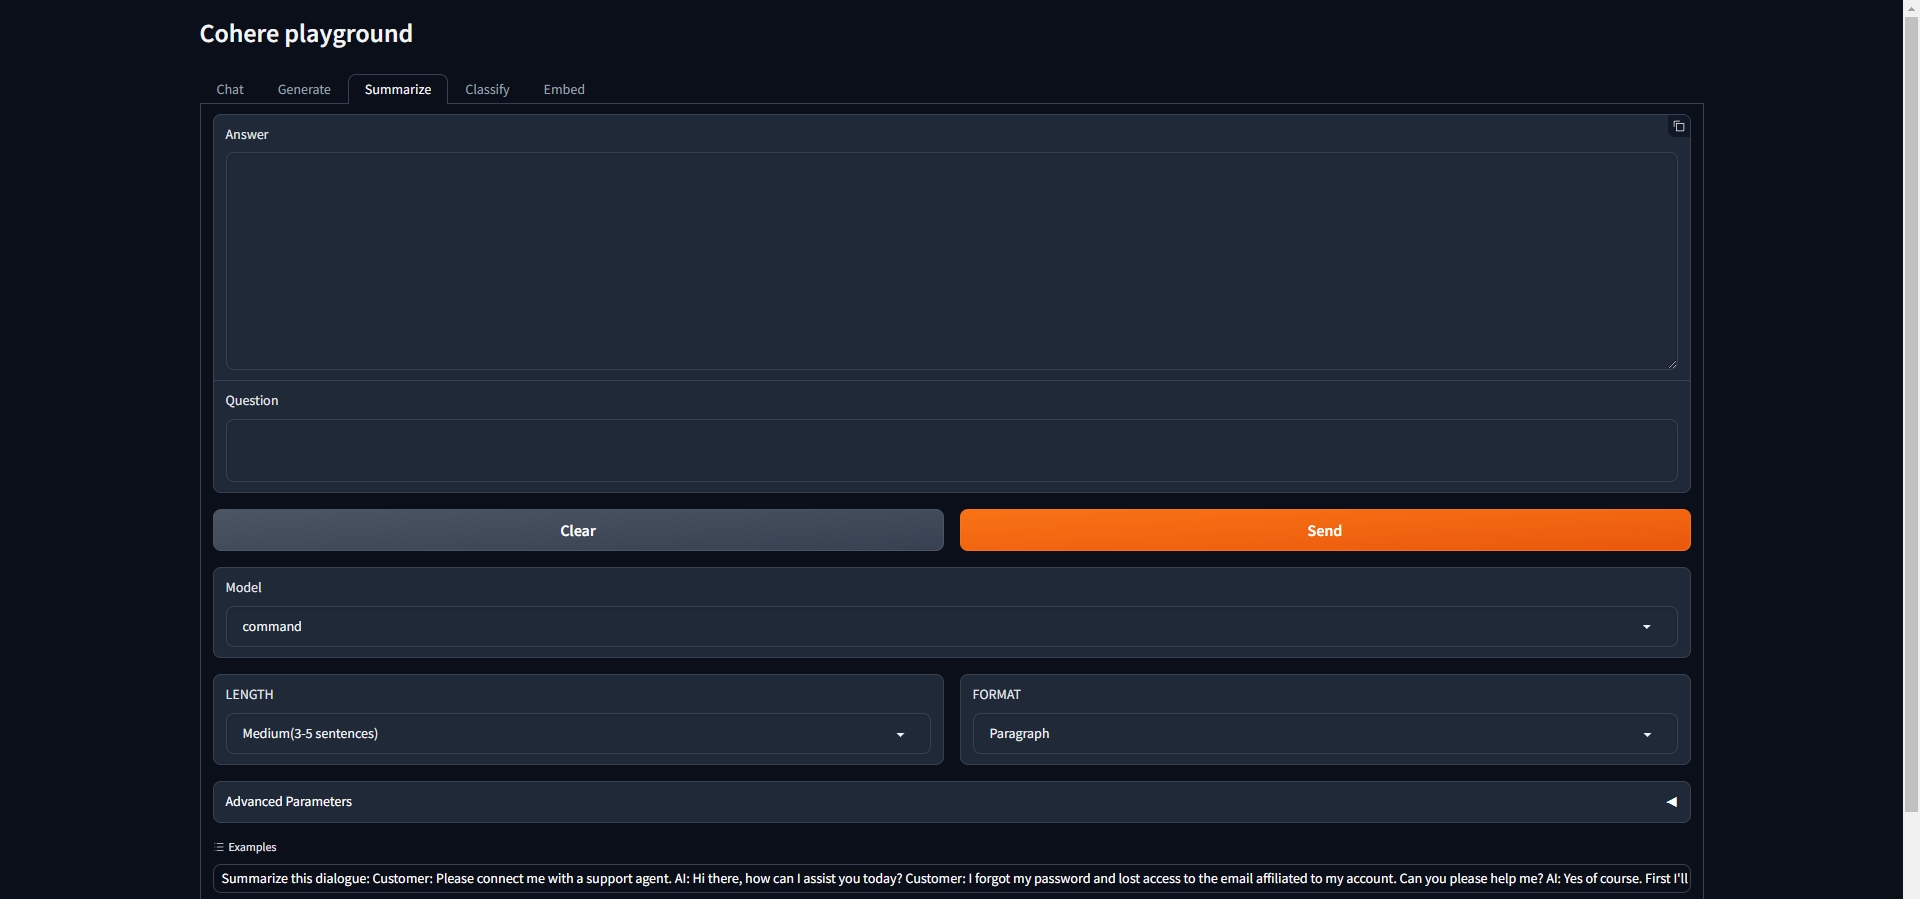 Cohere playground
Chat Generate Summarize Classify Embed
Answer
Question
Clear Send
Model
command
LENGTH FORMAT
Medium(3-5 sentences) Paragraph
Advanced Parameters
Examples
Summarize this dialogue: Customer: Please connect me with a support agent. AI: Hi there, how can I assist you today? Customer: I forgot my password and lost access to the email affiliated to my account. Can you please help me? AI: Yes of course. First I'll